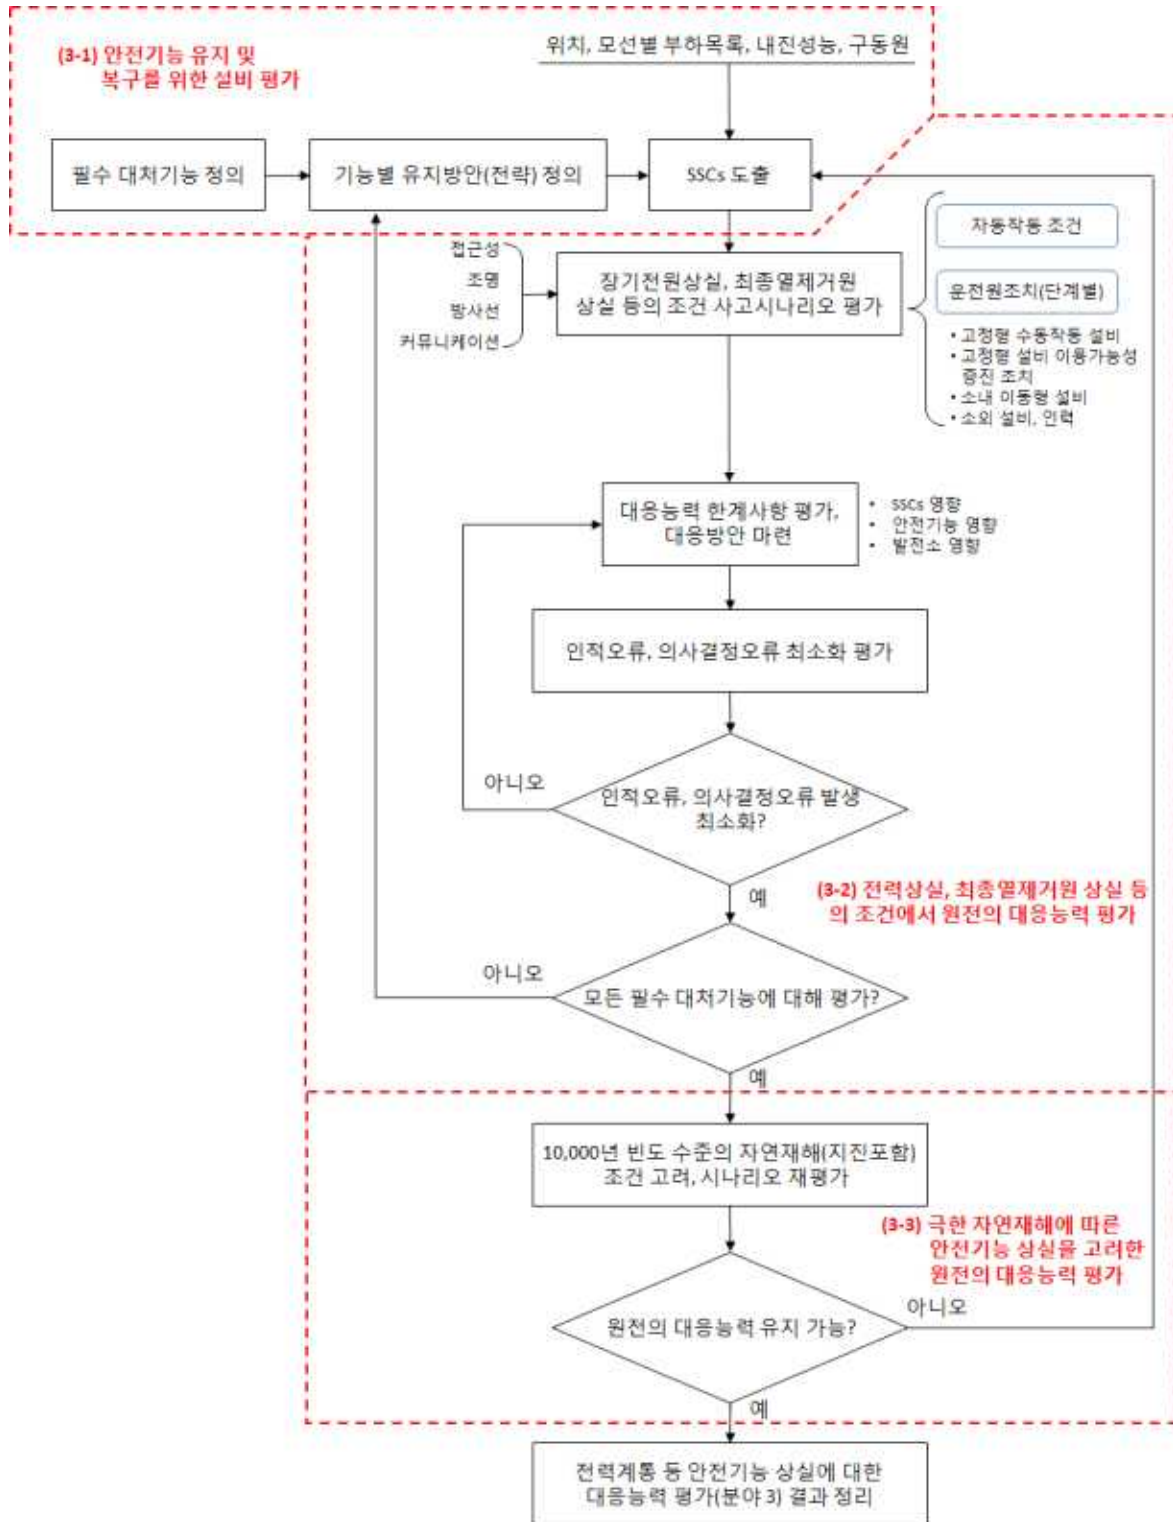 (3-1) 안전기능 유지 및
복구를 위한 설비 평가
위치, 모선별 부하목록, 내진성능, 구동원
필수 대처기능 정의
기능별 유지방안(전략) 정의
SSCs 도출
접근성
조명
방사선
커뮤니케이션
장기전원상실, 최종열제거원
상실 등의 조건 사고시나리오 평가
자동작동 조건
운전원조치(단계별)
• 고정형 수동작동 설비
• 고정형 설비 이용가능성
증진 조치
• 소내 이동형 설비
• 소외 설비, 인력
대응능력 한계사항 평가,
대응방안 마련
• SSCs 영향
• 안전기능 영향
• 발전소 영향
인적오류, 의사결정오류 최소화 평가
아니오
인적오류, 의사결정오류 발생
최소화?
예
(3-2) 전력상실, 최종열제거원 상실 등
의 조건에서 원전의 대응능력 평가
아니오
모든 필수 대처기능에 대해 평가?
예
10,000년 빈도 수준의 자연재해(지진포함)
조건 고려, 시나리오 재평가
(3-3) 극한 자연재해에 따른
안전기능 상실을 고려한
원전의 대응능력 평가
아니오
원전의 대응능력 유지 가능?
예
전력계통 등 안전기능 상실에 대한
대응능력 평가(분야 3) 결과 정리